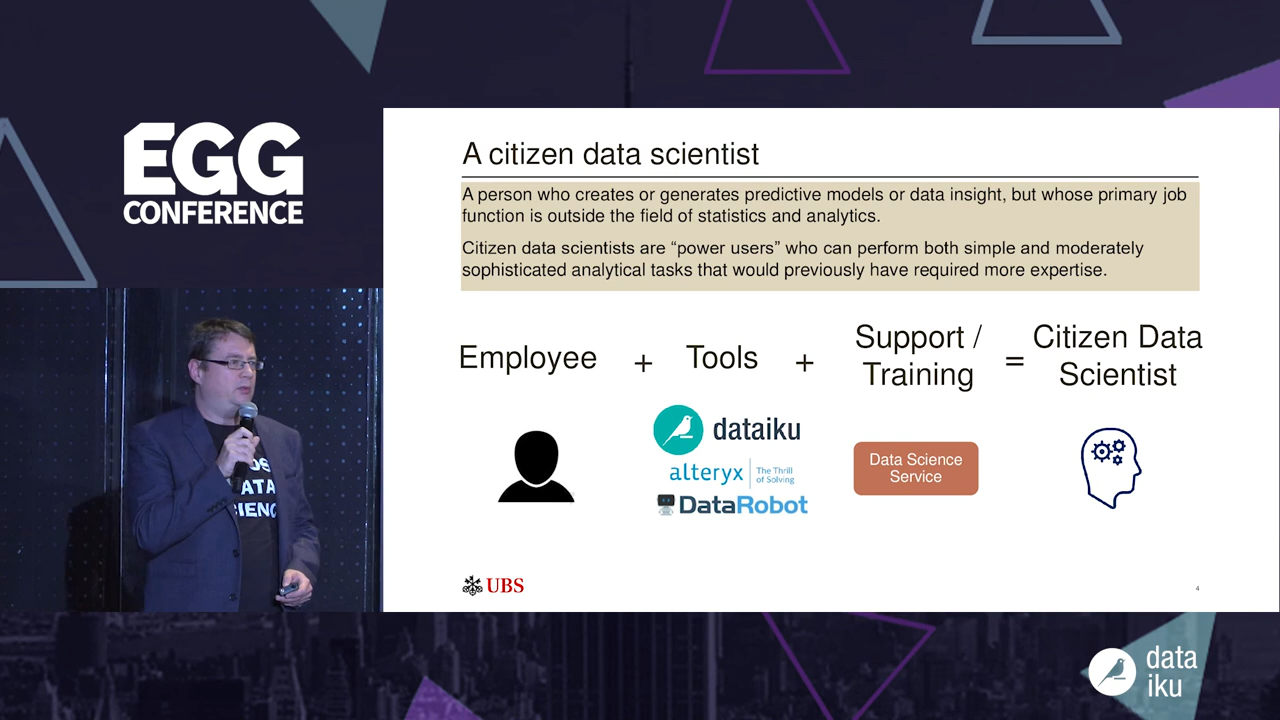 EGG
CONFERENCE
A citizen data scientist
A person who creates or generates predictive models or data insight, but whose primary job
function is outside the field of statistics and analytics.
Citizen data scientists are “power users” who can perform both simple and moderately
sophisticated analytical tasks that would previously have required more expertise.
Employee + Tools + Support / Training = Citizen Data Scientist
dataiku
alteryx The Thrill
of Solving
DataRobot
Data Science
Service
UBS
4
data
iku